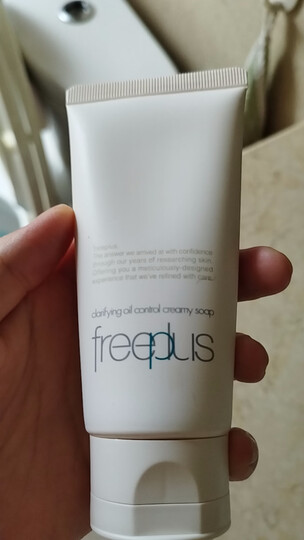 freeplus
The answer we arrived at with confidence
through our years of researching skin,
offering you a meticulously designed
experience that we've refined with care.
clarifying oil control creamy soap
freeplus